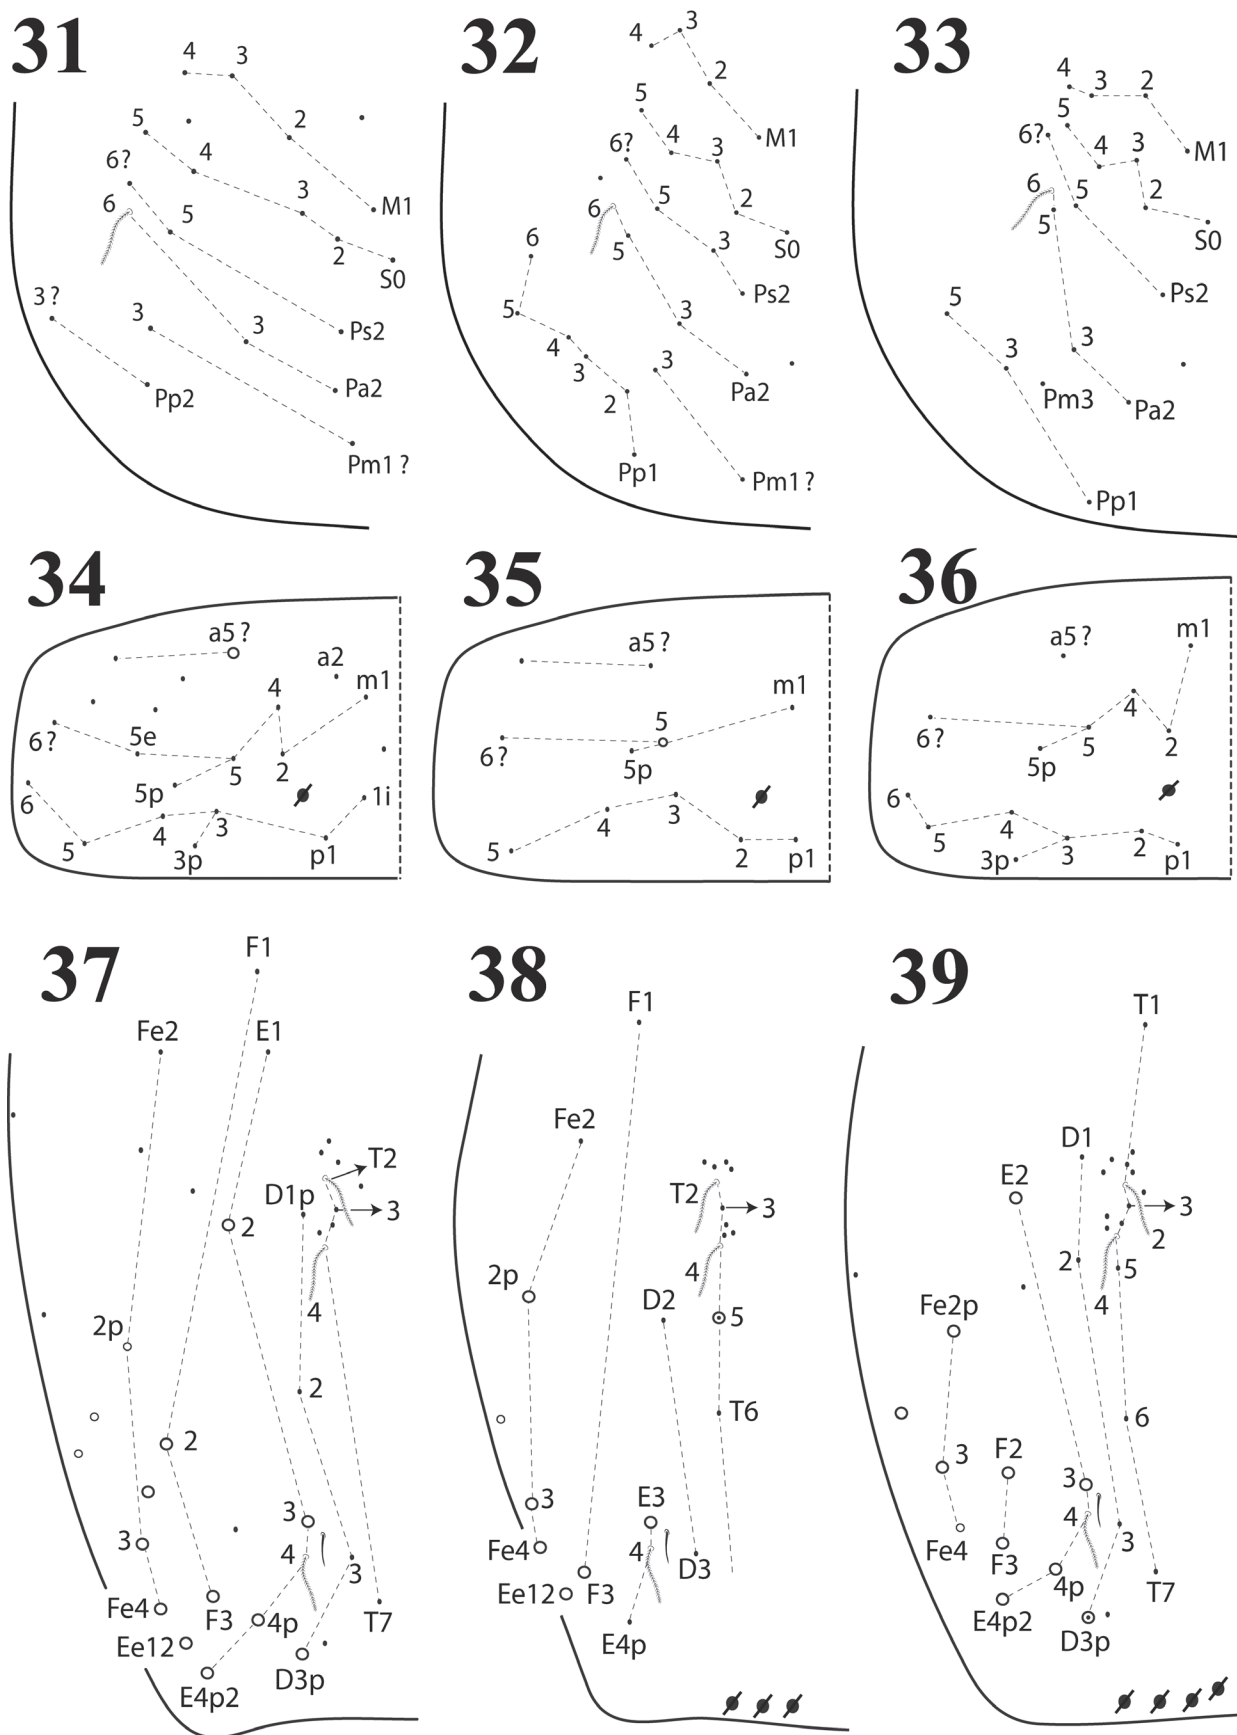 31
4 3
2
5
4
6?
6
5
3
2
M1
S0
3?
3
3
Ps2
Pp2
Pa2
Pm1?
32
4 3
2
5
4 3
M1
6?
5
2
6
5
3
S0
6
Ps2
5
4
3
3
2
Pa2
Pp1
Pm1?
33
4 3 2
5
6?
4 3
M1
6
5
2
5
S0
5
Ps2
3
3
Pm3
Pa2
Pp1
34
a5?
a2
4
m1
6?
5e
5
2
5p
6
1i
4
3
5
3p
p1
35
a5?
m1
5
6?
5p
4
3
5
2
p1
36
a5?
m1
4
6?
5
2
5p
6
4
5
3p
3
2
p1
37
F1
Fe2
E1
T2
D1p
3
2
4
2p
2
2
3
3
4
3
Fe4
F3
4p
T7
Ee12
D3p
E4p2
38
F1
Fe2
T2
3
2p
4
D2
5
T6
E3
3
4
Fe4
D3
Ee12
F3
E4p
39
T1
D1
E2
3
2
2
5
4
Fe2p
6
F2
3
3
4
3
Fe4
F3
4p
T7
E4p2
D3p